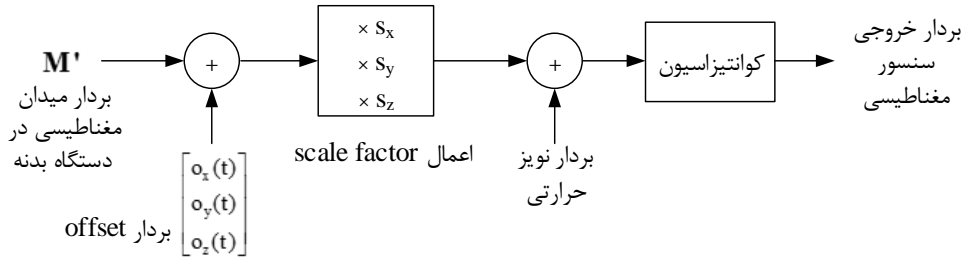 M'
بردار میدان
مغناطیسی در
دستگاه بدنه
+
[o_x(t)
o_y(t)
o_z(t)]
بردار offset
× s_x
× s_y
× s_z
اعمال scale factor
+
بردار نویز
حرارتی
کوانتیزاسیون
بردار خروجی
سنسور
مغناطیسی